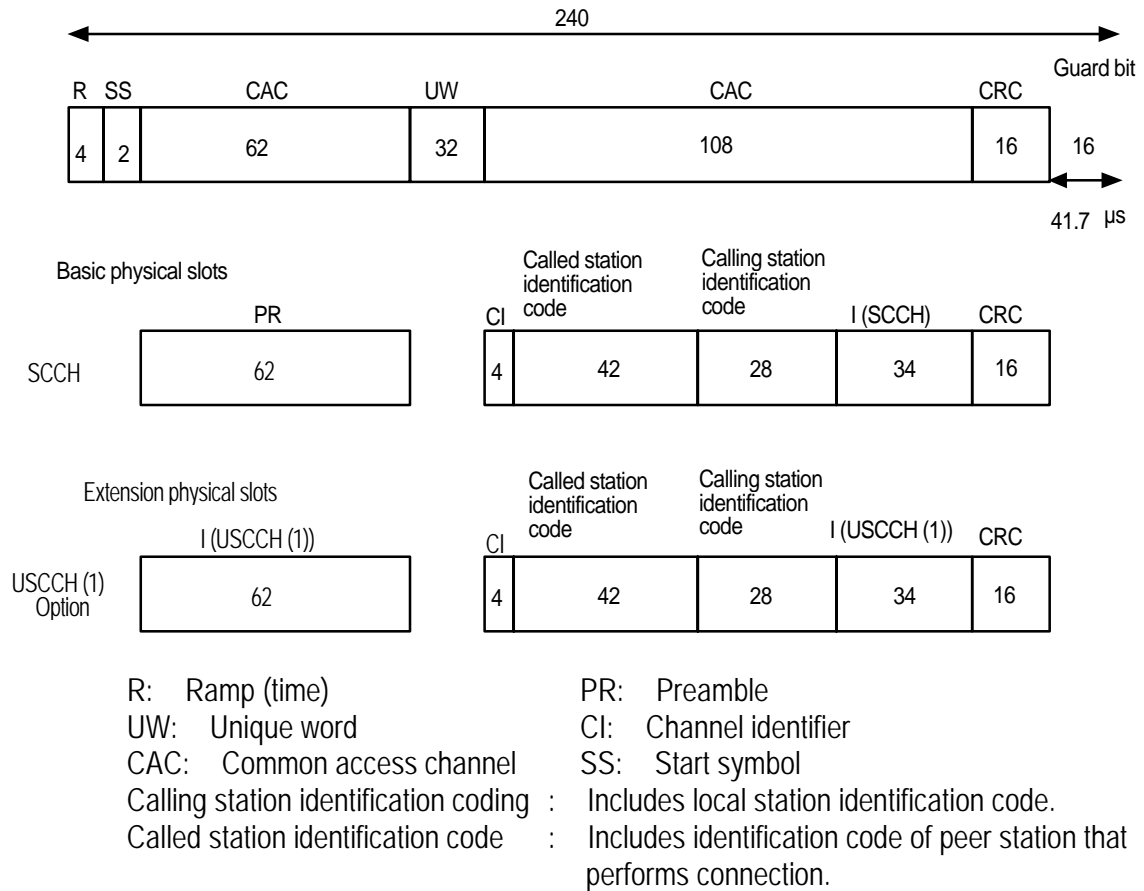 240
Guard bit
R SS CAC UW CAC CRC
4 2 62 32 108 16 16
41.7 µs
Basic physical slots
Called station identification code
Calling station identification code
PR CI I (SCCH) CRC
SCCH 62 4 42 28 34 16
Extension physical slots
Called station identification code
Calling station identification code
I (USCCH (1)) CI I (USCCH (1)) CRC
USCCH (1) Option 62 4 42 28 34 16
R: Ramp (time) PR: Preamble
UW: Unique word CI: Channel identifier
CAC: Common access channel SS: Start symbol
Calling station identification coding : Includes local station identification code.
Called station identification code : Includes identification code of peer station that
performs connection.